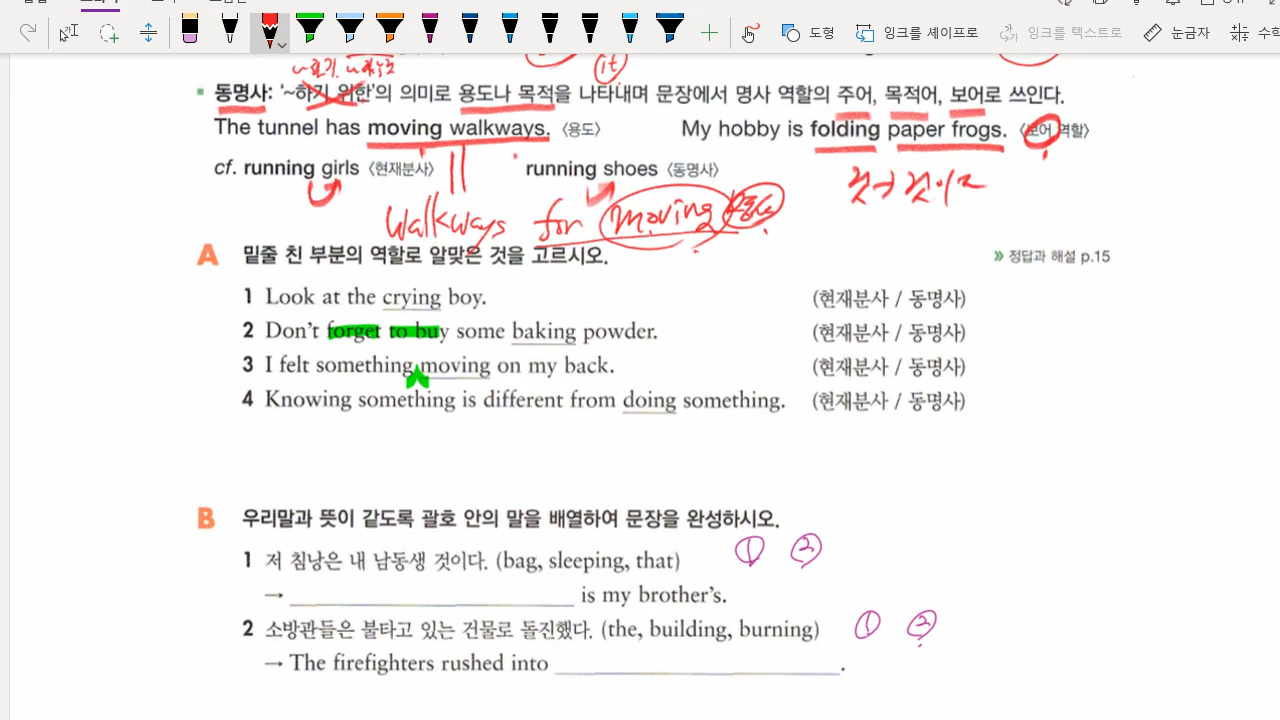 잉크를 셰이프로
도형
잉크를 텍스트로
눈금자
수학
it
동명사: '~하기 위한'의 의미로 용도나 목적을 나타내며 문장에서 명사 역할의 주어, 목적어, 보어로 쓰인다.
The tunnel has moving walkways. 〈용도〉 My hobby is folding paper frogs. 〈보어 역할〉
cf. running girls 〈현재분사〉 running shoes 〈동명사〉
walkways for moving
A 밑줄 친 부분의 역할로 알맞은 것을 고르시오. » 정답과 해설 p.15
1 Look at the crying boy. (현재분사 / 동명사)
2 Don't forget to buy some baking powder. (현재분사 / 동명사)
3 I felt something moving on my back. (현재분사 / 동명사)
4 Knowing something is different from doing something. (현재분사 / 동명사)
B 우리말과 뜻이 같도록 괄호 안의 말을 배열하여 문장을 완성하시오.
1 저 침낭은 내 남동생 것이다. (bag, sleeping, that) ① ②
→ ____ is my brother's.
2 소방관들은 불타고 있는 건물로 돌진했다. (the, building, burning) ① ②
→ The firefighters rushed into ____.